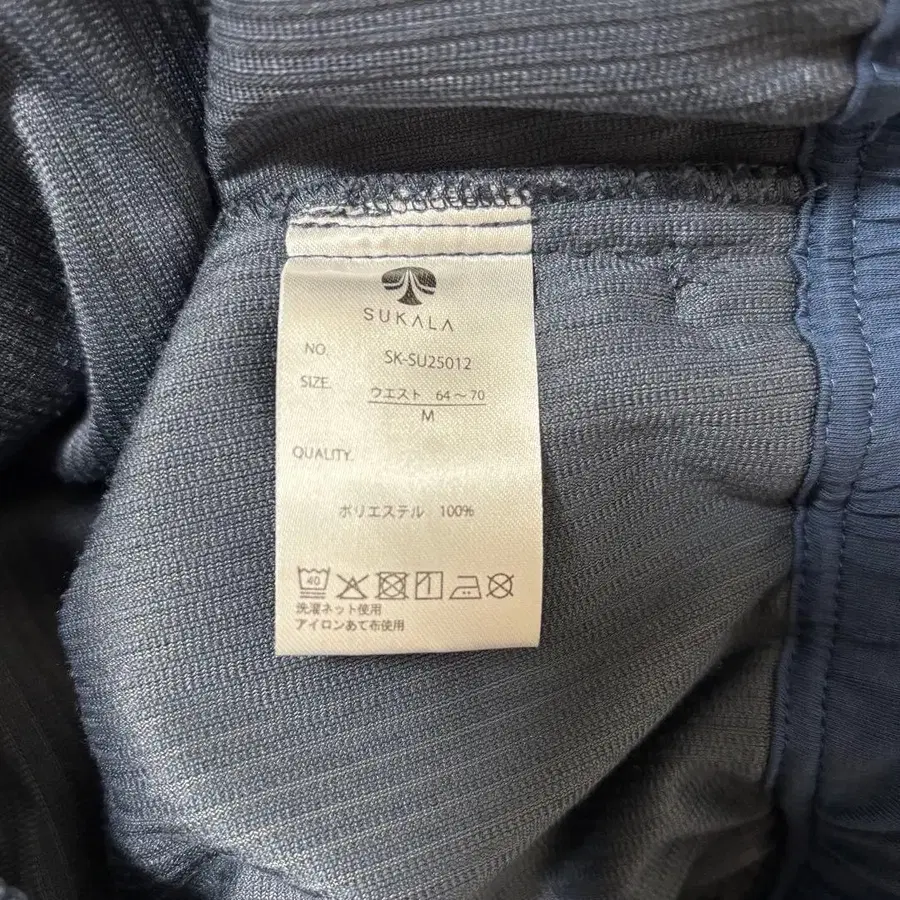 SUKALA
NO. SK-SU25012
SIZE. ウエスト 64～70
M
QUALITY.
ポリエステル 100%
40
洗濯ネット使用
アイロンあて布使用